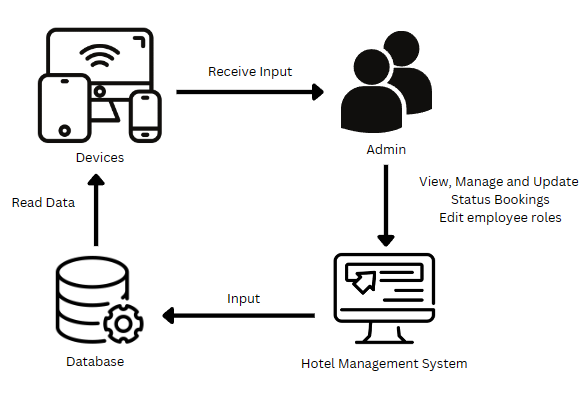 Receive Input
Devices
Admin
View, Manage and Update
Status Bookings
Edit employee roles
Read Data
Input
Database
Hotel Management System